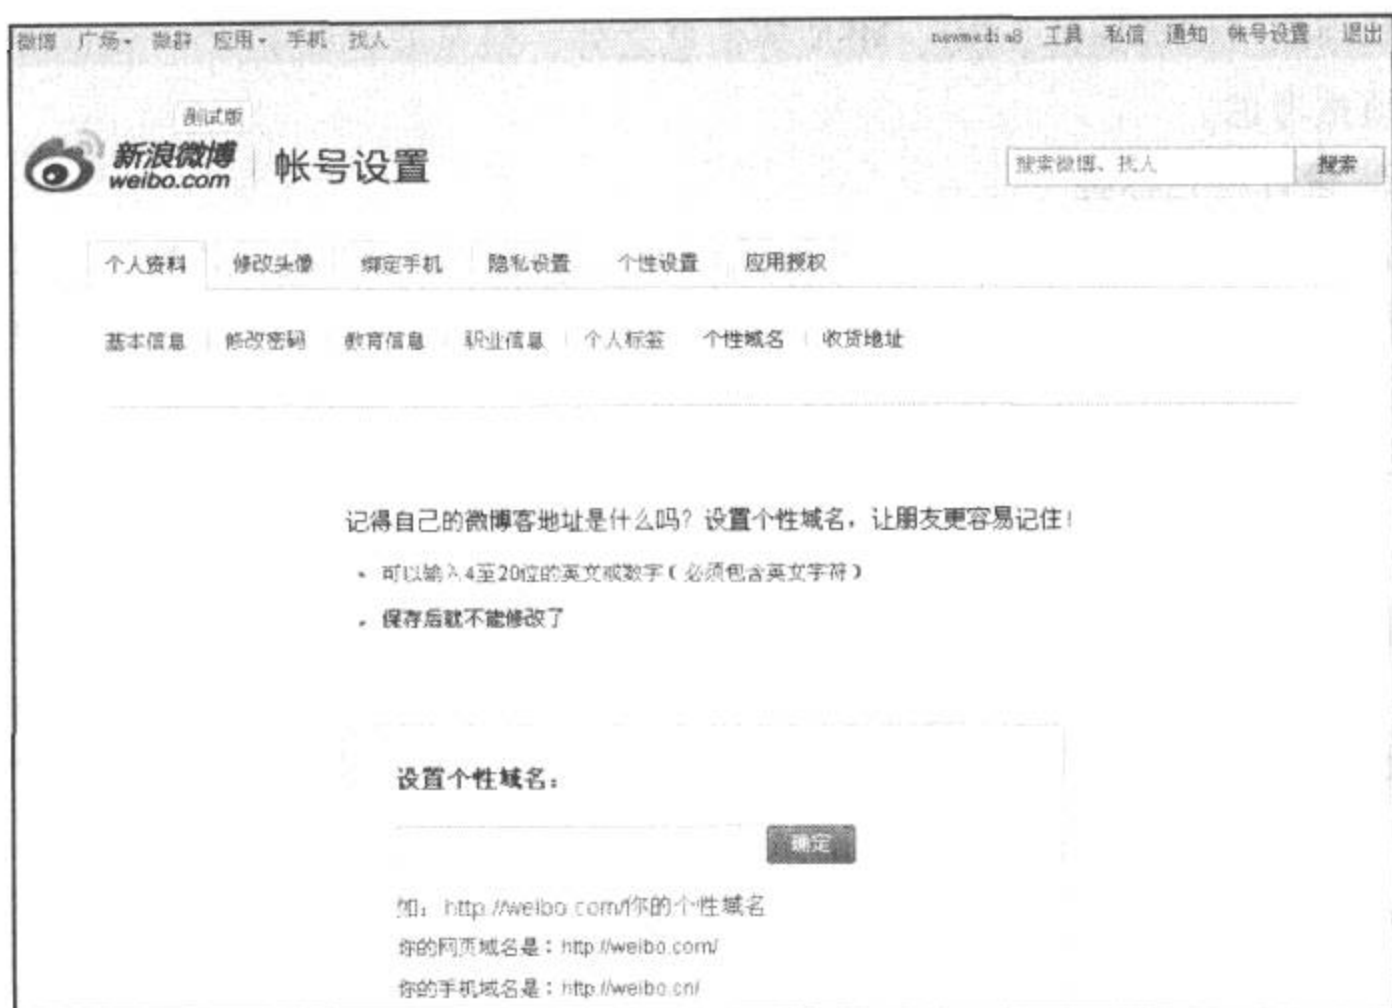 微博 广场 微群 应用 手机 找人 newmedia8 工具 私信 通知 帐号设置 退出
测试版
新浪微博
weibo.com
帐号设置
搜索微博、找人 搜索
个人资料 修改头像 绑定手机 隐私设置 个性设置 应用授权
基本信息 修改密码 教育信息 职业信息 个人标签 个性域名 收货地址
记得自己的微博客地址是什么吗?设置个性域名,让朋友更容易记住!
• 可以输入4至20位的英文或数字(必须包含英文字符)
• 保存后就不能修改了
设置个性域名:
确定
如:http://weibo.com/你的个性域名
你的网页域名是:http://weibo.com/
你的手机域名是:http://weibo.cn/